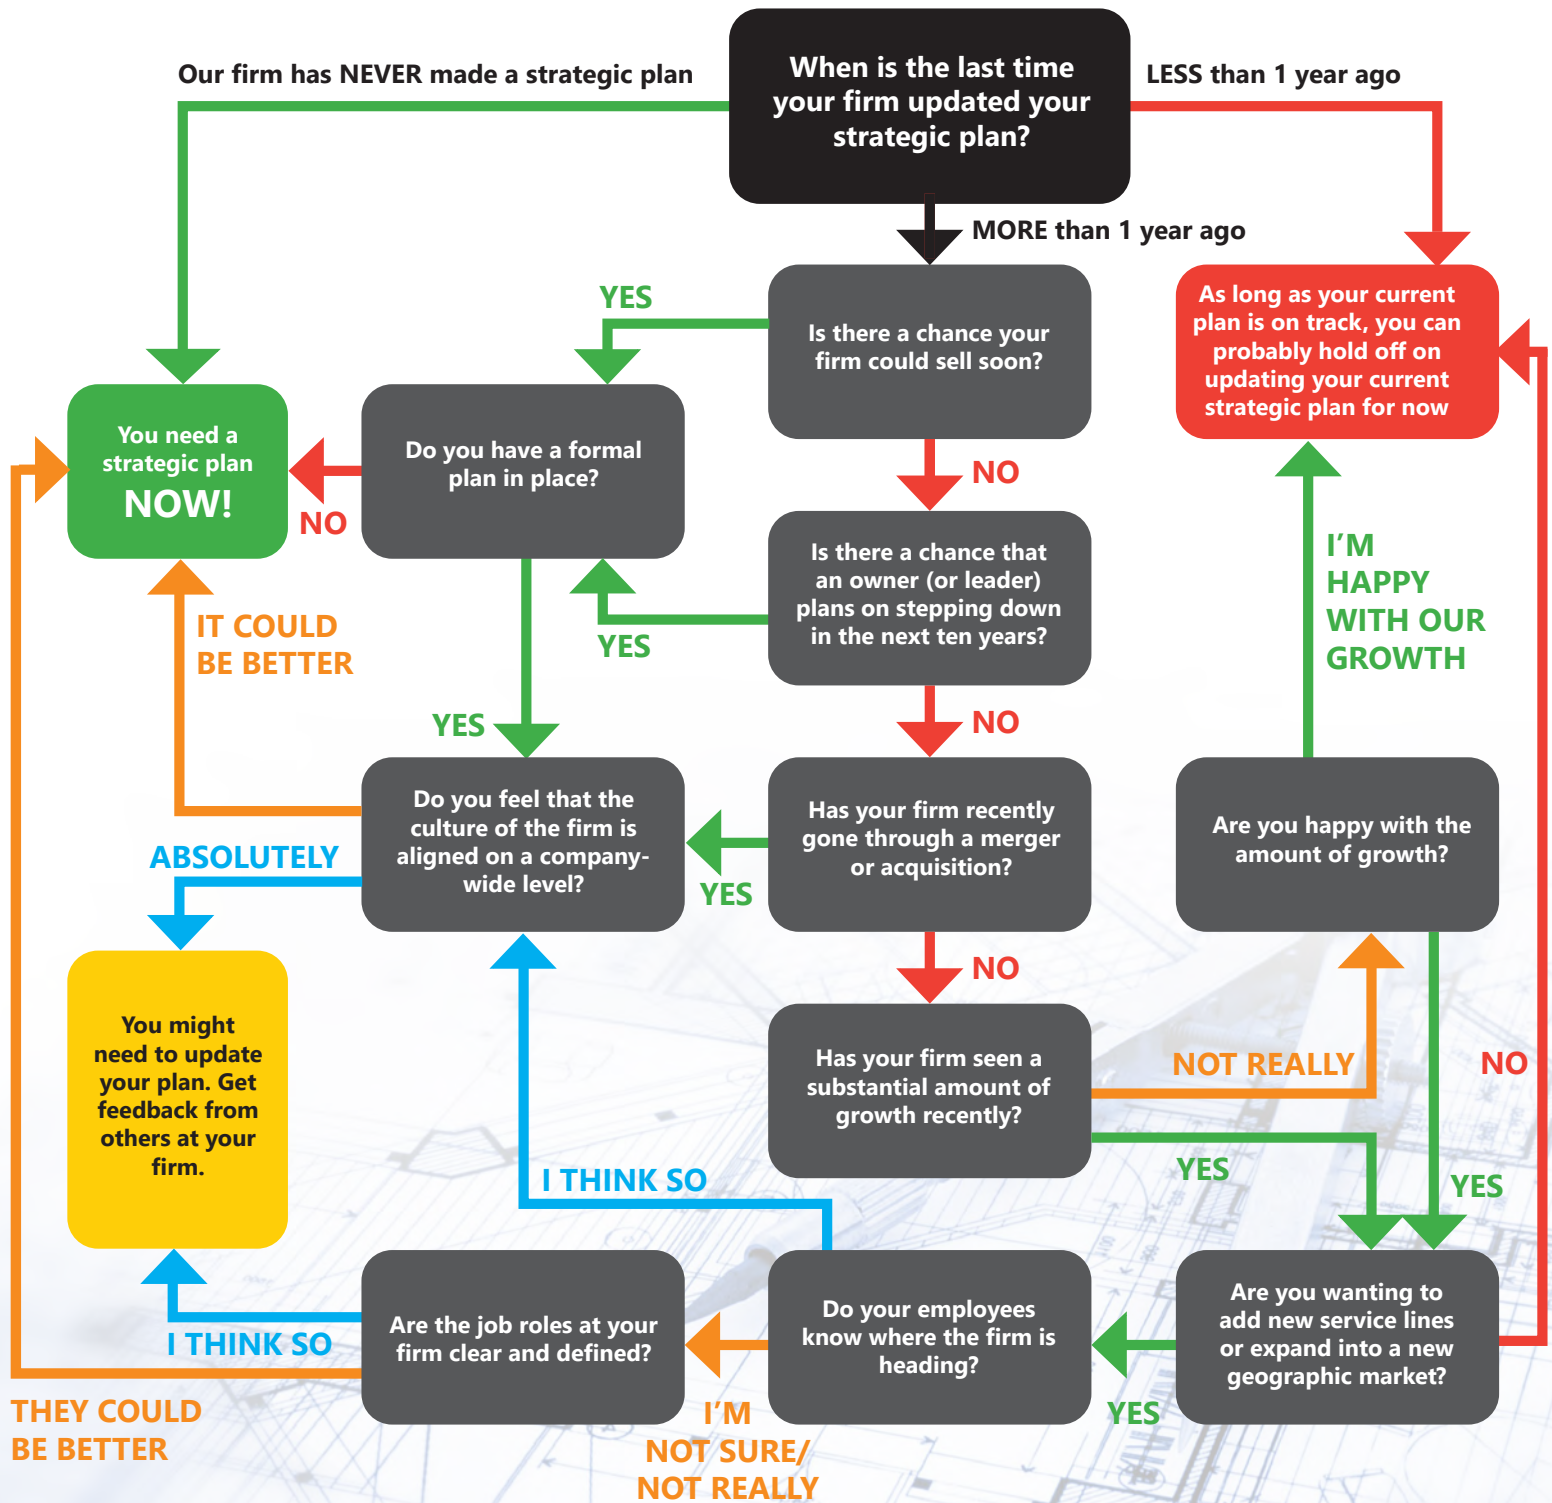 Our firm has NEVER made a strategic plan
When is the last time
your firm updated your
strategic plan?
LESS than 1 year ago
MORE than 1 year ago
YES
Is there a chance your
firm could sell soon?
As long as your current
plan is on track, you can
probably hold off on
updating your current
strategic plan for now
You need a
strategic plan
NOW!
Do you have a formal
plan in place?
NO
NO
Is there a chance that
an owner (or leader)
plans on stepping down
in the next ten years?
I'M
HAPPY
WITH OUR
GROWTH
IT COULD
BE BETTER
YES
YES
NO
Do you feel that the
culture of the firm is
aligned on a company-
wide level?
Has your firm recently
gone through a merger
or acquisition?
Are you happy with the
amount of growth?
ABSOLUTELY
YES
NO
You might
need to update
your plan. Get
feedback from
others at your
firm.
Has your firm seen a
substantial amount of
growth recently?
NOT REALLY
NO
I THINK SO
YES
YES
Are the job roles at your
firm clear and defined?
Do your employees
know where the firm is
heading?
Are you wanting to
add new service lines
or expand into a new
geographic market?
I THINK SO
THEY COULD
BE BETTER
I'M
NOT SURE/
NOT REALLY
YES